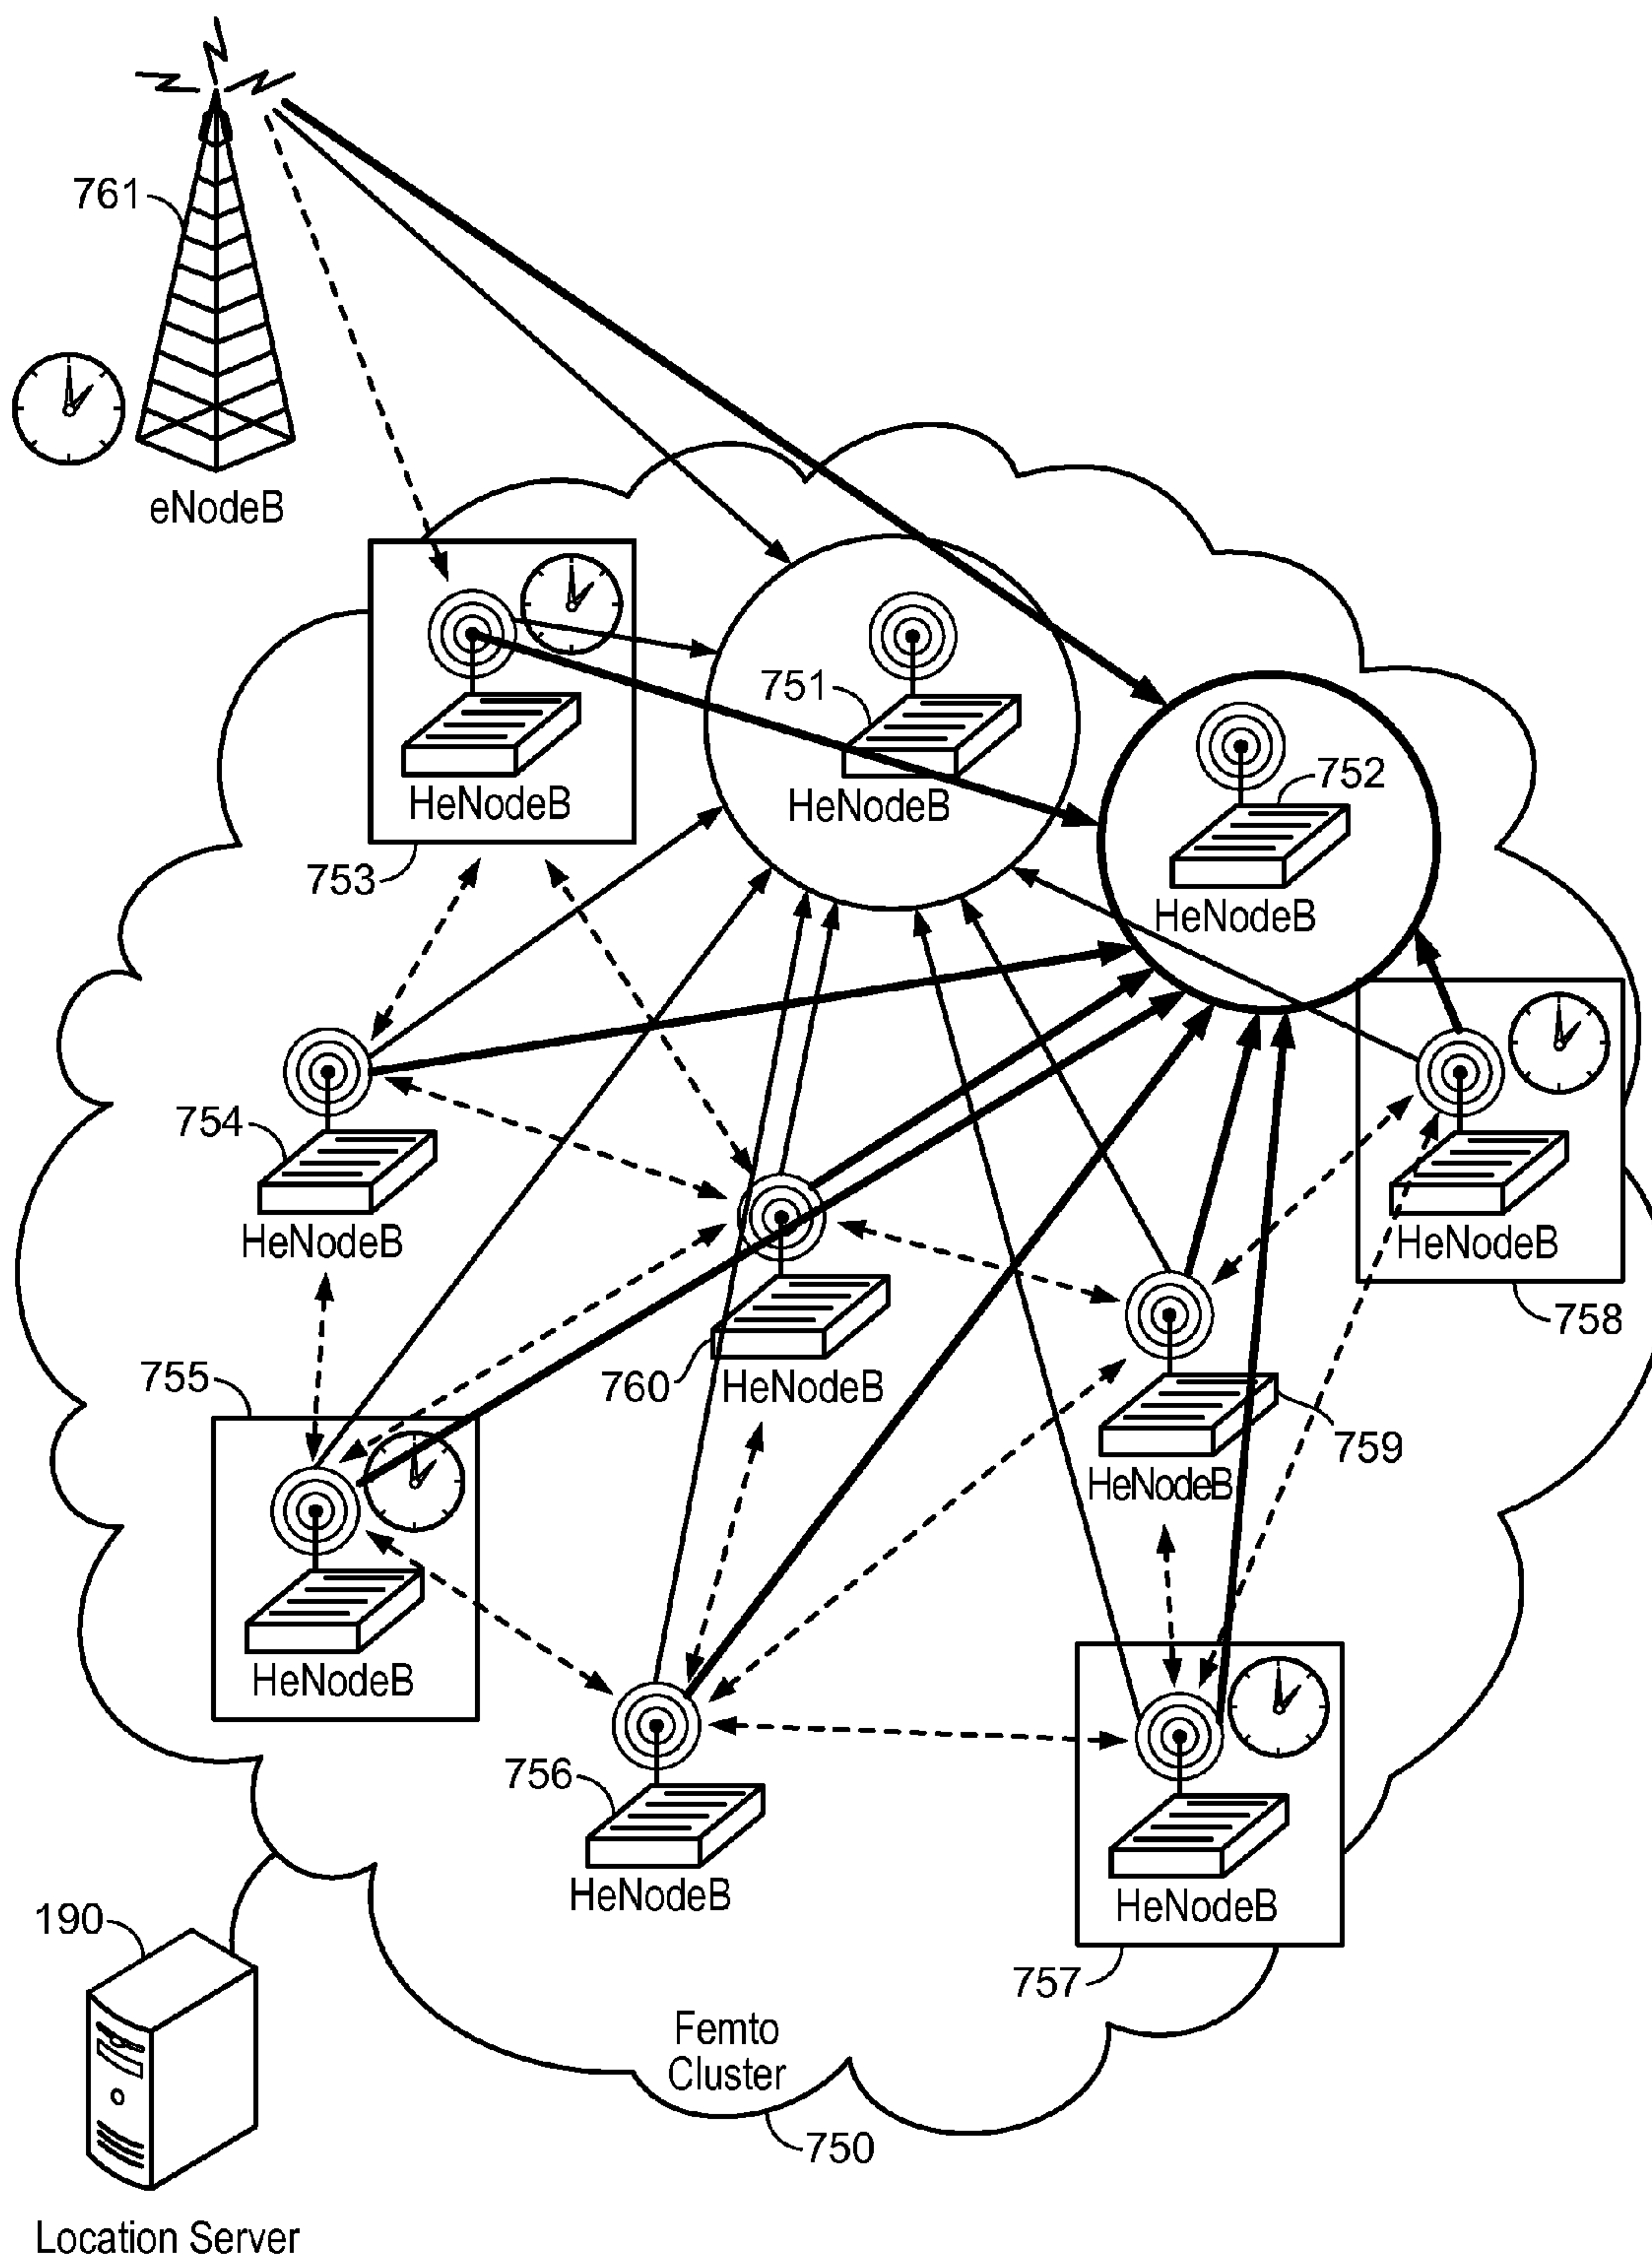 761
eNodeB
751
HeNodeB
HeNodeB
752
753
HeNodeB
754
HeNodeB
HeNodeB
758
755
760
HeNodeB
759
HeNodeB
HeNodeB
756
HeNodeB
HeNodeB
190
757
Femto
Cluster
750
Location Server